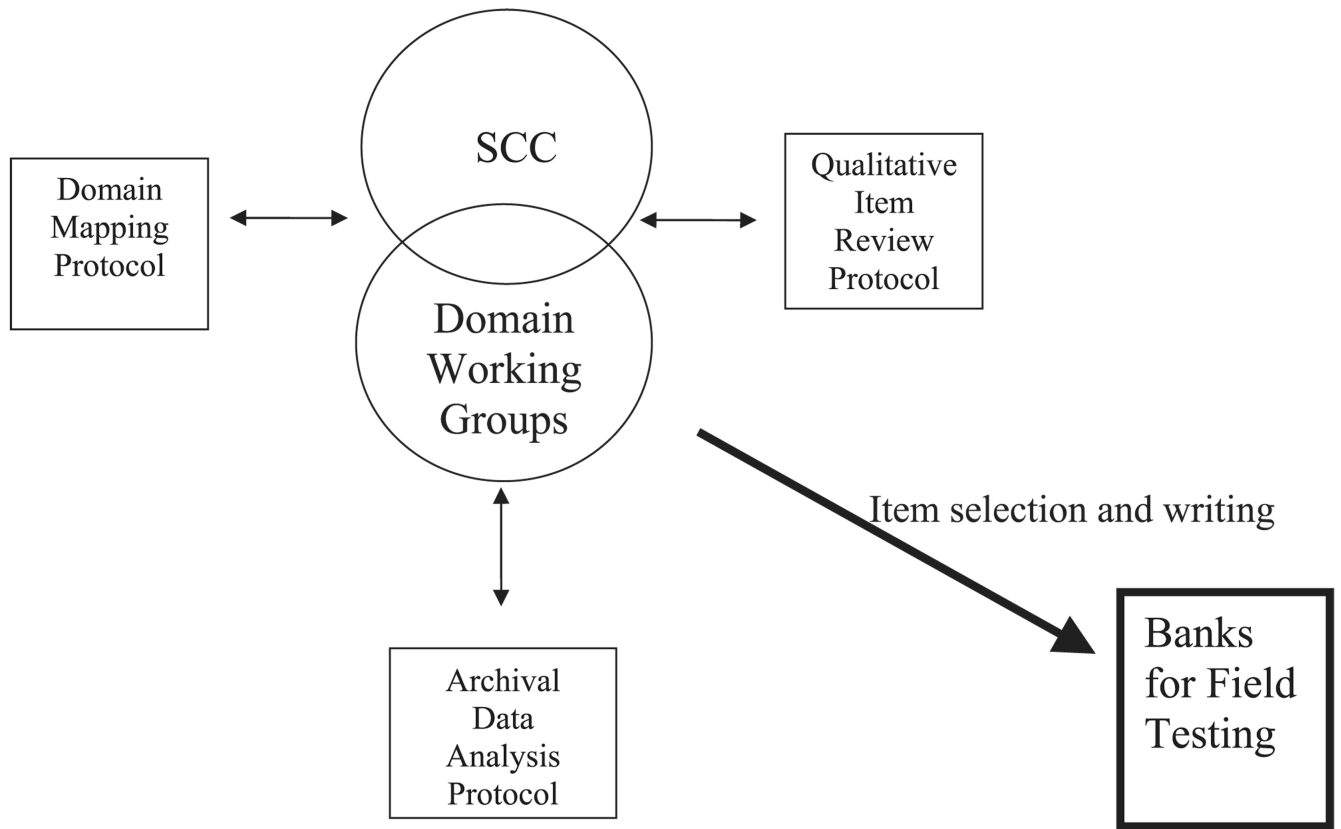 SCC
Domain
Mapping
Protocol
Qualitative
Item
Review
Protocol
Domain
Working
Groups
Item selection and writing
Archival
Data
Analysis
Protocol
Banks
for Field
Testing